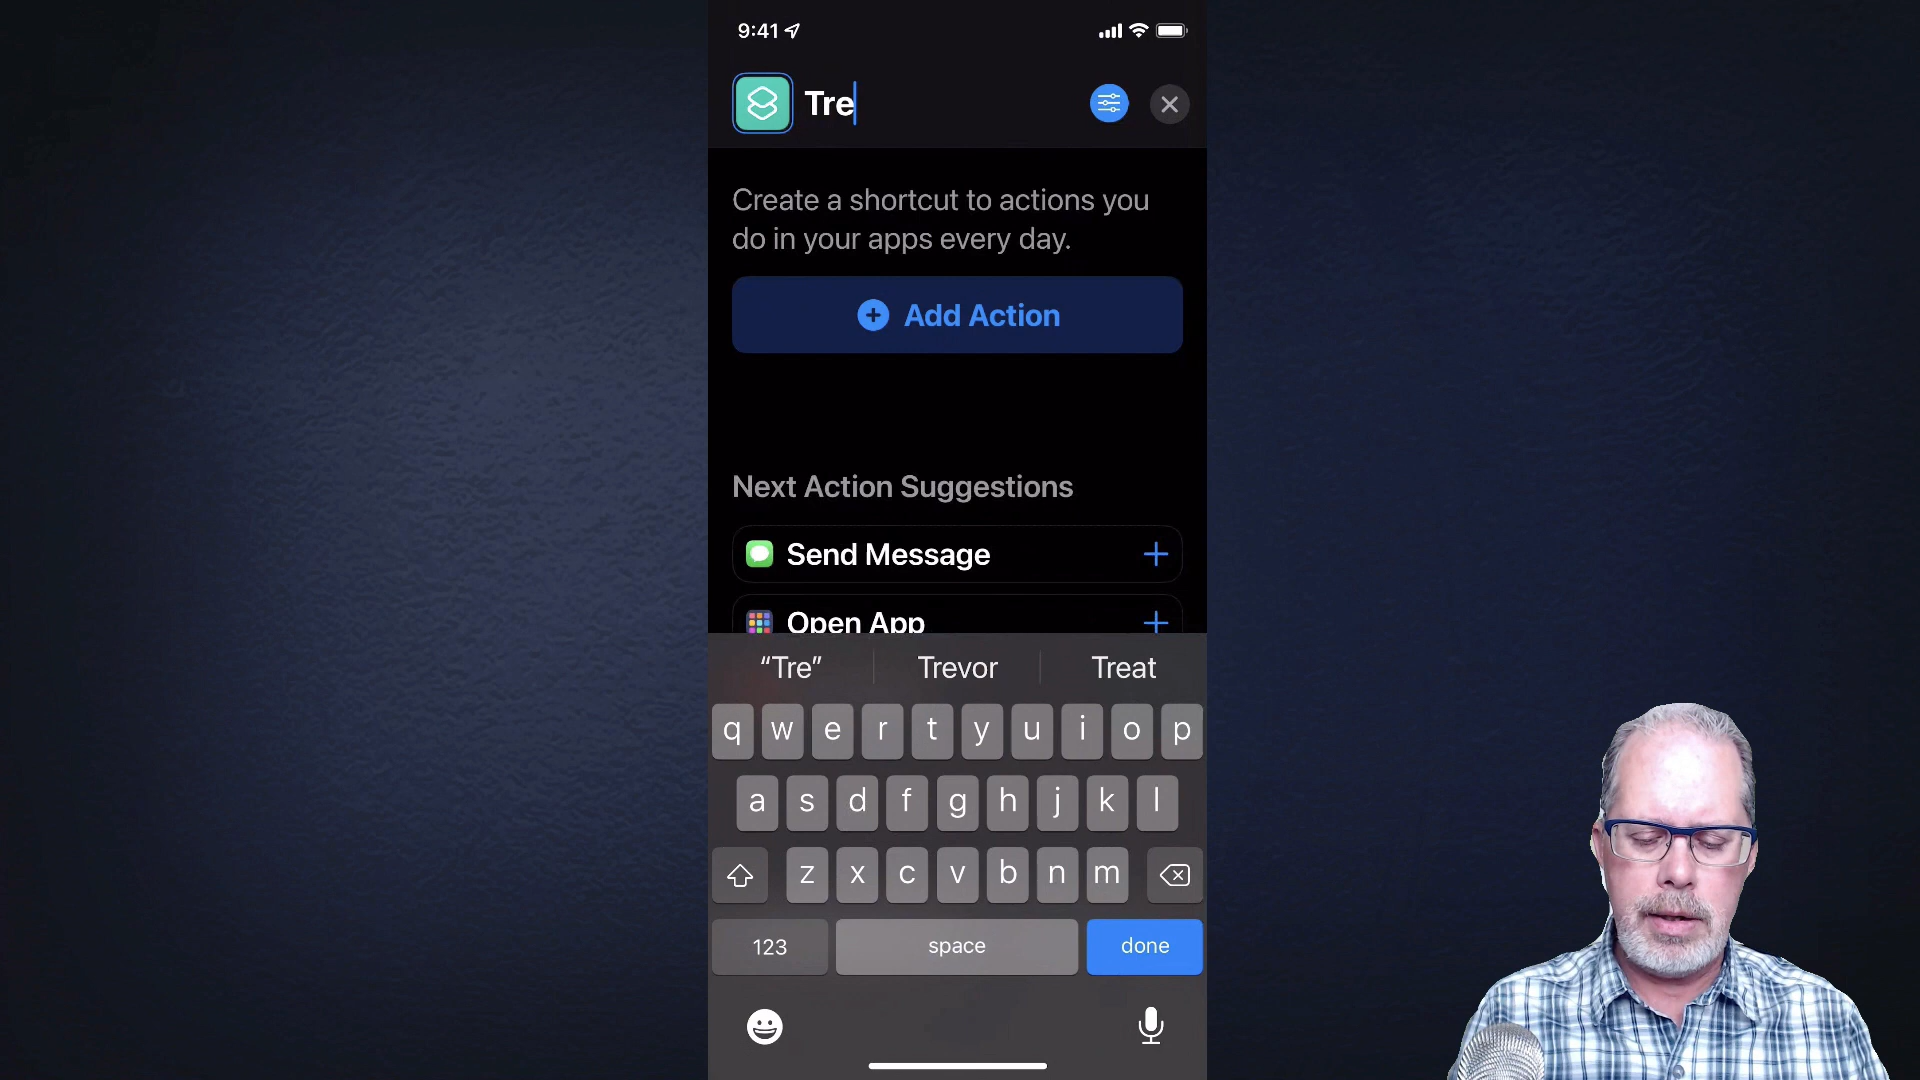 9:41
Tre
Create a shortcut to actions you
do in your apps every day.
Add Action
Next Action Suggestions
Send Message
Open App
“Tre” Trevor Treat
q w e r t y u i o p
a s d f g h j k l
z x c v b n m
123 space done